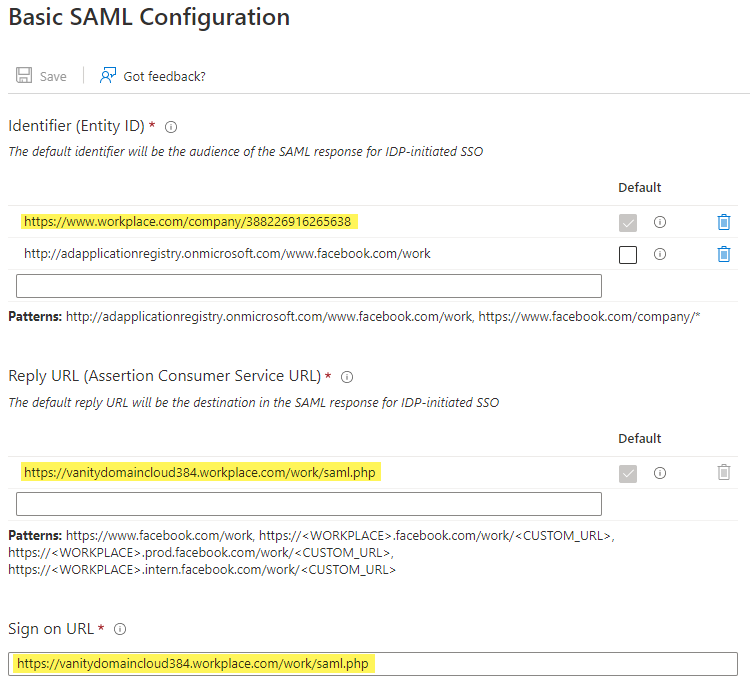 Basic SAML Configuration
Save
Got feedback?
Identifier (Entity ID) *
The default identifier will be the audience of the SAML response for IDP-initiated SSO
Default
https://www.workplace.com/company/388226916265638
http://adapplicationregistry.onmicrosoft.com/www.facebook.com/work
Patterns: http://adapplicationregistry.onmicrosoft.com/www.facebook.com/work, https://www.facebook.com/company/*
Reply URL (Assertion Consumer Service URL) *
The default reply URL will be the destination in the SAML response for IDP-initiated SSO
Default
https://vanitydomaincloud384.workplace.com/work/saml.php
Patterns: https://www.facebook.com/work, https://<WORKPLACE>.facebook.com/work/<CUSTOM_URL>,
https://<WORKPLACE>.prod.facebook.com/work/<CUSTOM_URL>,
https://<WORKPLACE>.intern.facebook.com/work/<CUSTOM_URL>
Sign on URL *
https://vanitydomaincloud384.workplace.com/work/saml.php